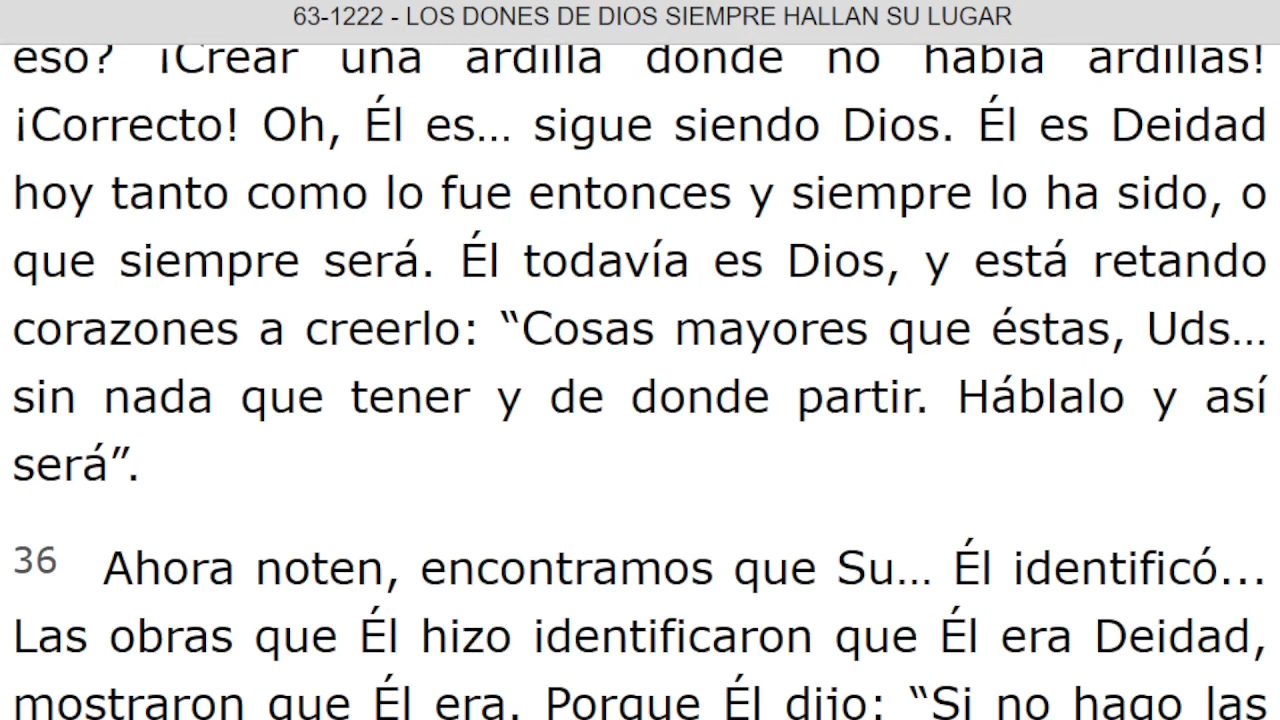 63-1222 - LOS DONES DE DIOS SIEMPRE HALLAN SU LUGAR
eso? ¡Crear una ardilla donde no había ardillas!
¡Correcto! Oh, Él es... sigue siendo Dios. Él es Deidad
hoy tanto como lo fue entonces y siempre lo ha sido, o
que siempre será. Él todavía es Dios, y está retando
corazones a creerlo: “Cosas mayores que éstas, Uds...
sin nada que tener y de donde partir. Háblalo y así
será”.
36 Ahora noten, encontramos que Su... Él identificó...
Las obras que Él hizo identificaron que Él era Deidad,
mostraron que Él era. Porque Él dijo: “Si no hago las